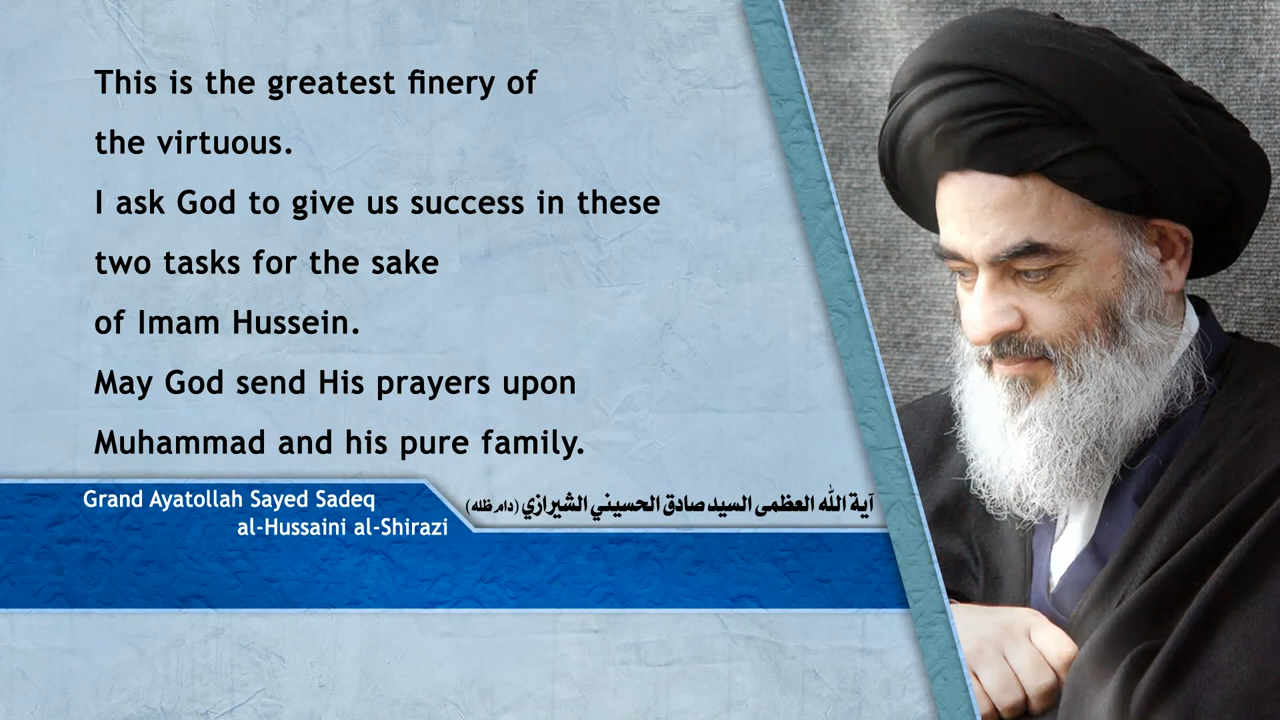 This is the greatest finery of
the virtuous.
I ask God to give us success in these
two tasks for the sake
of Imam Hussein.
May God send His prayers upon
Muhammad and his pure family.
Grand Ayatollah Sayed Sadeq
al-Hussaini al-Shirazi
آية الله العظمى السيد صادق الحسيني الشيرازي (دام ظله)